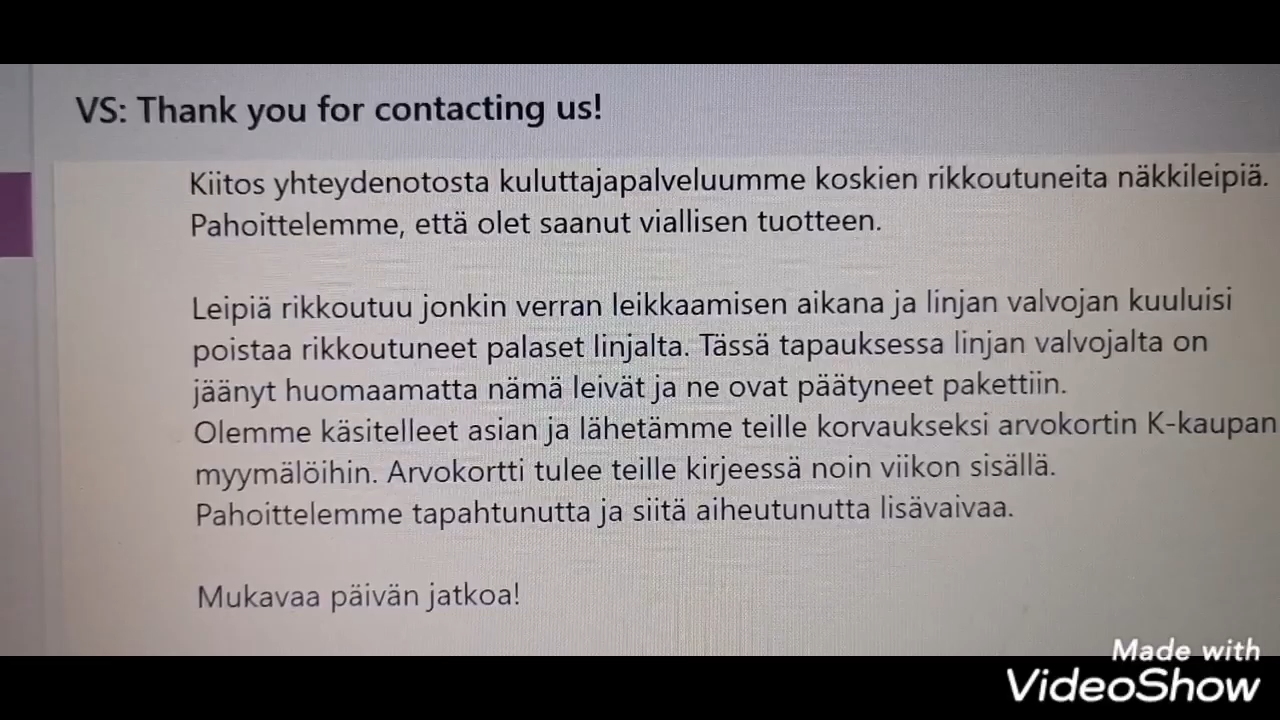 VS: Thank you for contacting us!
Kiitos yhteydenotosta kuluttajapalveluumme koskien rikkoutuneita näkkileipiä.
Pahoittelemme, että olet saanut viallisen tuotteen.
Leipiä rikkoutuu jonkin verran leikkaamisen aikana ja linjan valvojan kuuluisi
poistaa rikkoutuneet palaset linjalta. Tässä tapauksessa linjan valvojalta on
jäänyt huomaamatta nämä leivät ja ne ovat päätyneet pakettiin.
Olemme käsitelleet asian ja lähetämme teille korvaukseksi arvokortin K-kaupan
myymälöihin. Arvokortti tulee teille kirjeessä noin viikon sisällä.
Pahoittelemme tapahtunutta ja siitä aiheutunutta lisävaivaa.
Mukavaa päivän jatkoa!
Made with
VideoShow